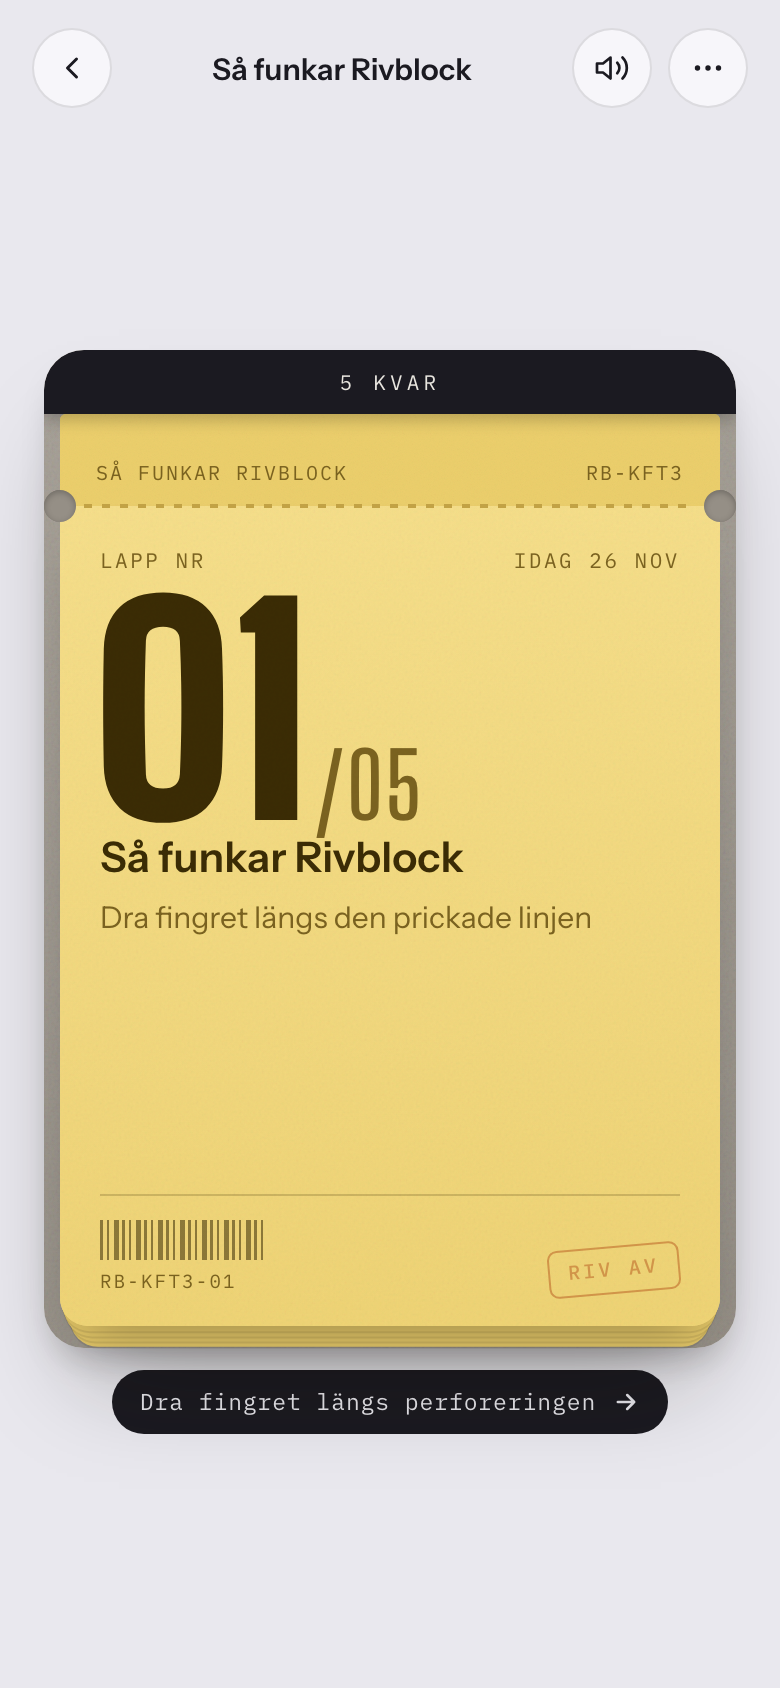 Så funkar Rivblock
5 KVAR
SÅ FUNKAR RIVBLOCK RB-KFT3
LAPP NR IDAG 26 NOV
01/05
Så funkar Rivblock
Dra fingret längs den prickade linjen
RB-KFT3-01
RIV AV
Dra fingret längs perforeringen →